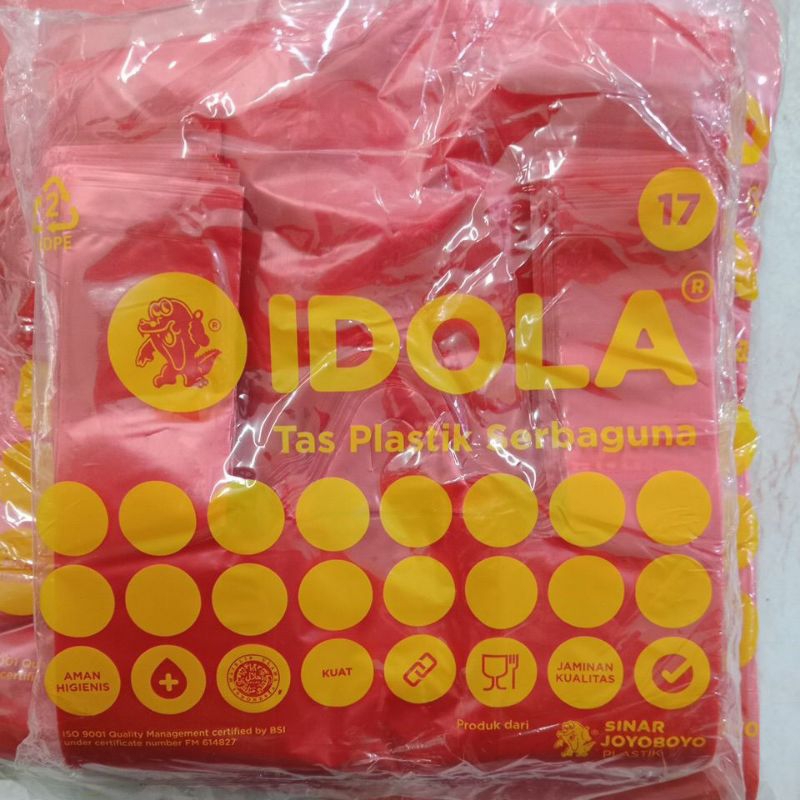 2
HDPE
17
IDOLA®
®
Tas Plastik Serbaguna
AMAN
HIGIENIS
KUAT
JAMINAN
KUALITAS
ISO 9001 Quality Management certified by BSI
under certificate number FM 614827
Produk dari
SINAR
JOYOBOYO
PLASTIK